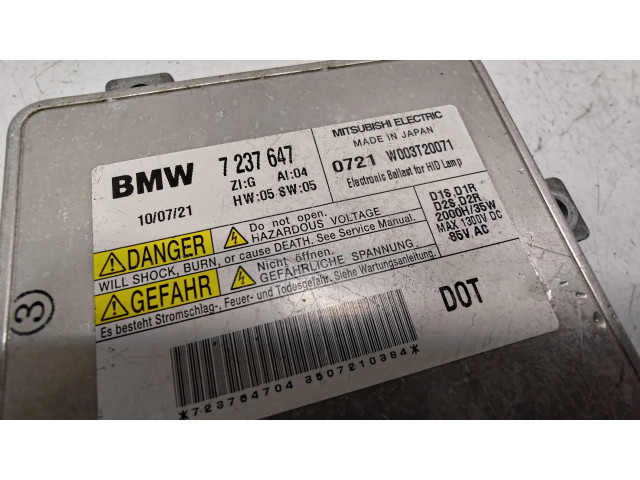 BMW 7 237 647
ZI:G AI:04
10/07/21 HW:05 SW:05
MITSUBISHI ELECTRIC
MADE IN JAPAN
0721 W003T20071
Electronic Ballast for HID Lamp
DANGER
Do not open.
HAZARDOUS VOLTAGE
WILL SHOCK, BURN, or cause DEATH. See Service Manual.
GEFAHR
Nicht öffnen.
GEFÄHRLICHE SPANNUNG
Es besteht Stromschlag-, Feuer- und Todesgefahr. Siehe Wartungsanleitung.
D1S,D1R
D2S,D2R
2000H/35W
MAX 1300V DC
85V AC
DOT
*723764704 3507210384*
3